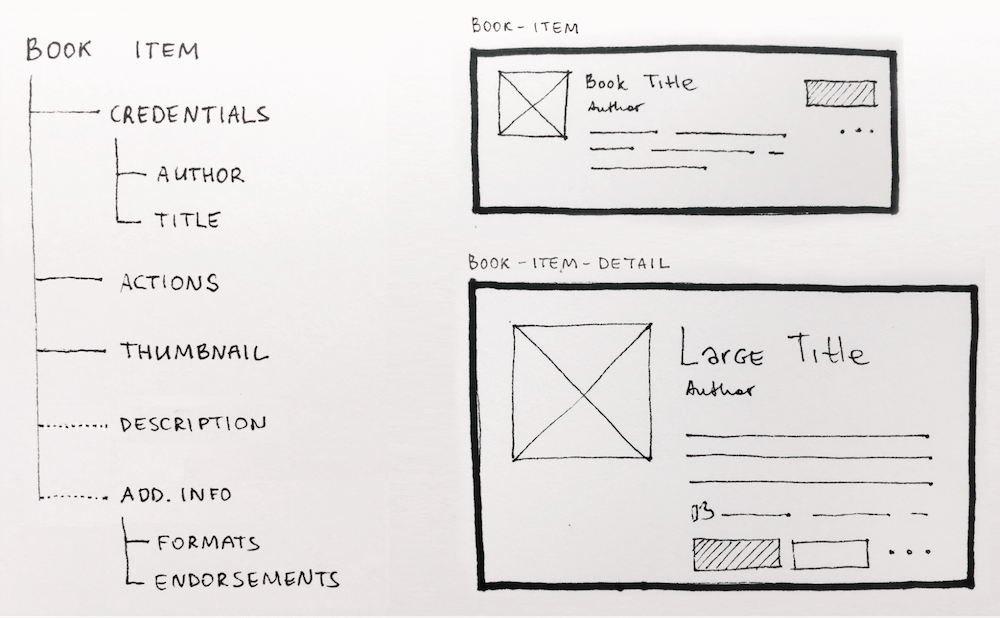 BOOK ITEM
CREDENTIALS
AUTHOR
TITLE
ACTIONS
THUMBNAIL
DESCRIPTION
ADD. INFO
FORMATS
ENDORSEMENTS
BOOK-ITEM
Book Title
Author
BOOK-ITEM-DETAIL
Large Title
Author